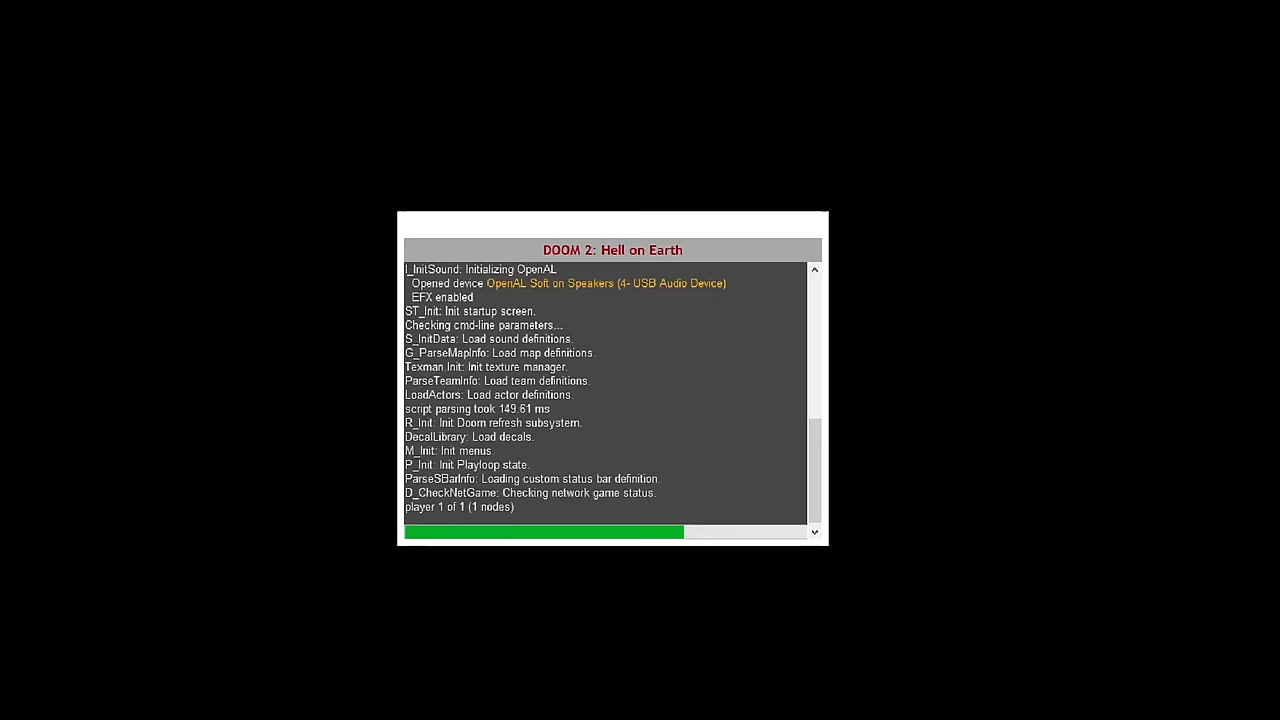 DOOM 2: Hell on Earth
I_InitSound: Initializing OpenAL
Opened device OpenAL Soft on Speakers (4- USB Audio Device)
EFX enabled
ST_Init: Init startup screen.
Checking cmd-line parameters...
S_InitData: Load sound definitions.
G_ParseMapInfo: Load map definitions.
Texman.Init: Init texture manager.
ParseTeamInfo: Load team definitions.
LoadActors: Load actor definitions.
script parsing took 149.61 ms
R_Init: Init Doom refresh subsystem.
DecalLibrary: Load decals.
M_Init: Init menus.
P_Init: Init Playloop state.
ParseSBarInfo: Loading custom status bar definition.
D_CheckNetGame: Checking network game status.
player 1 of 1 (1 nodes)